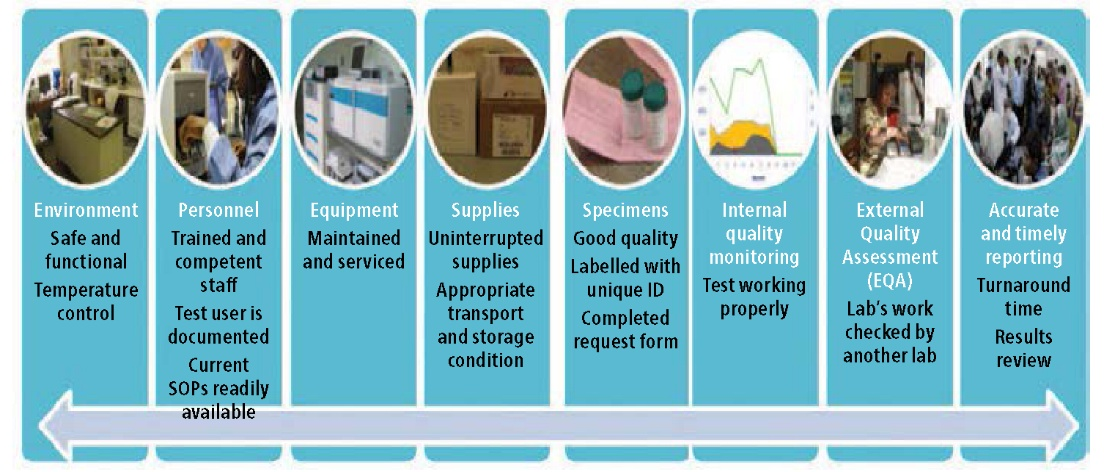 Environment
Safe and
functional
Temperature
control
Personnel
Trained and
competent
staff
Test user is
documented
Current
SOPs readily
available
Equipment
Maintained
and serviced
Supplies
Uninterrupted
supplies
Appropriate
transport
and storage
condition
Specimens
Good quality
Labelled with
unique ID
Completed
request form
Internal
quality
monitoring
Test working
properly
External
Quality
Assessment
(EQA)
Lab's work
checked by
another lab
Accurate
and timely
reporting
Turnaround
time
Results
review